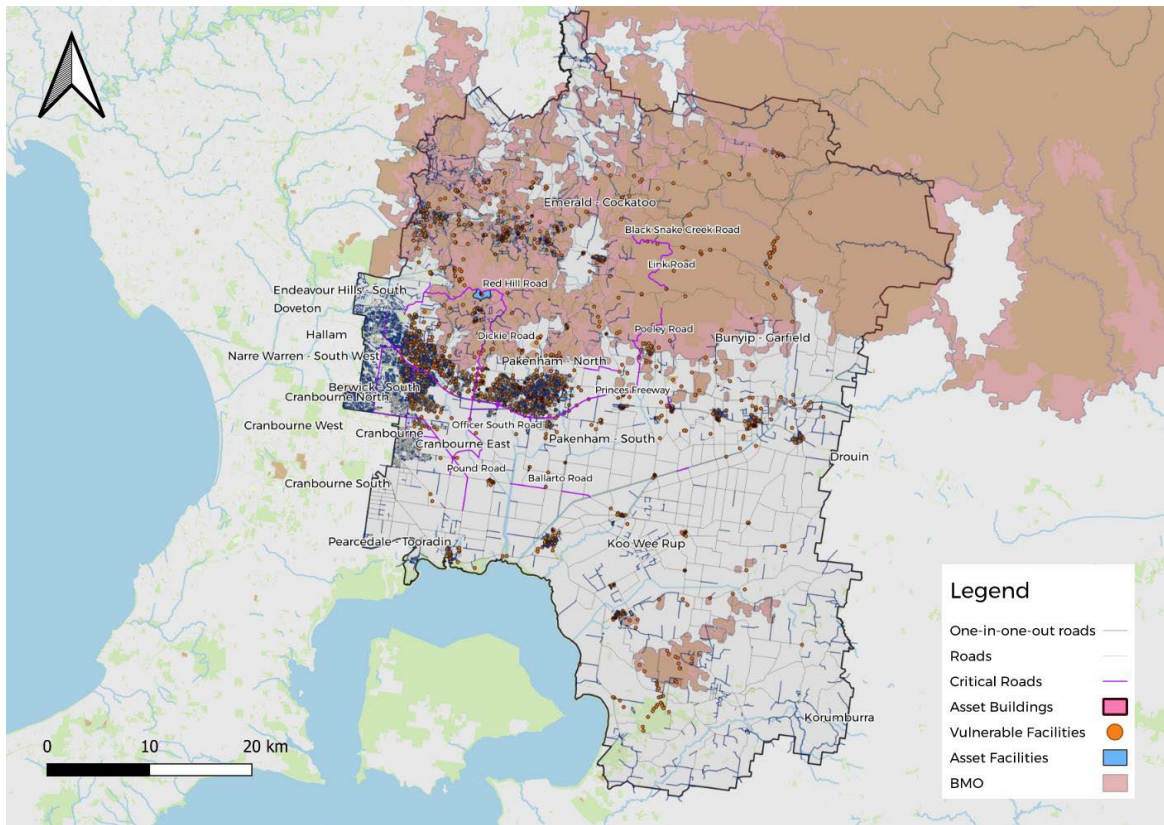 Emerald - Cockatoo
Black Snake Creek Road
Link Road
Red Hill Road
Endeavour Hills - South
Doveton
Hallam
Dickie Road
Pooley Road
Bunyip - Garfield
Narre Warren - South West
Pakenham - North
Berwick - South
Princes Freeway
Cranbourne North
Cranbourne West
Officer South Road
Cranbourne
Cranbourne East
Pakenham - South
Drouin
Pound Road
Ballarto Road
Cranbourne South
Pearcedale - Tooradin
Koo Wee Rup
Korumburra
Legend
One-in-one-out roads
Roads
Critical Roads
Asset Buildings
Vulnerable Facilities
Asset Facilities
BMO
0 10 20 km